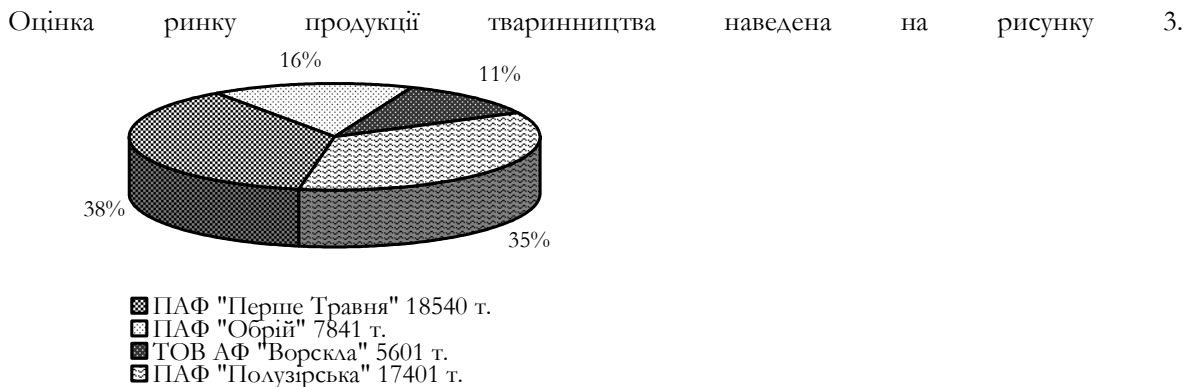 Оцінка ринку продукції тваринництва наведена на рисунку 3.
16%
11%
38%
35%
ПАФ "Перше Травня" 18540 т.
ПАФ "Обрій" 7841 т.
ТОВ АФ "Ворскла" 5601 т.
ПАФ "Полузірська" 17401 т.